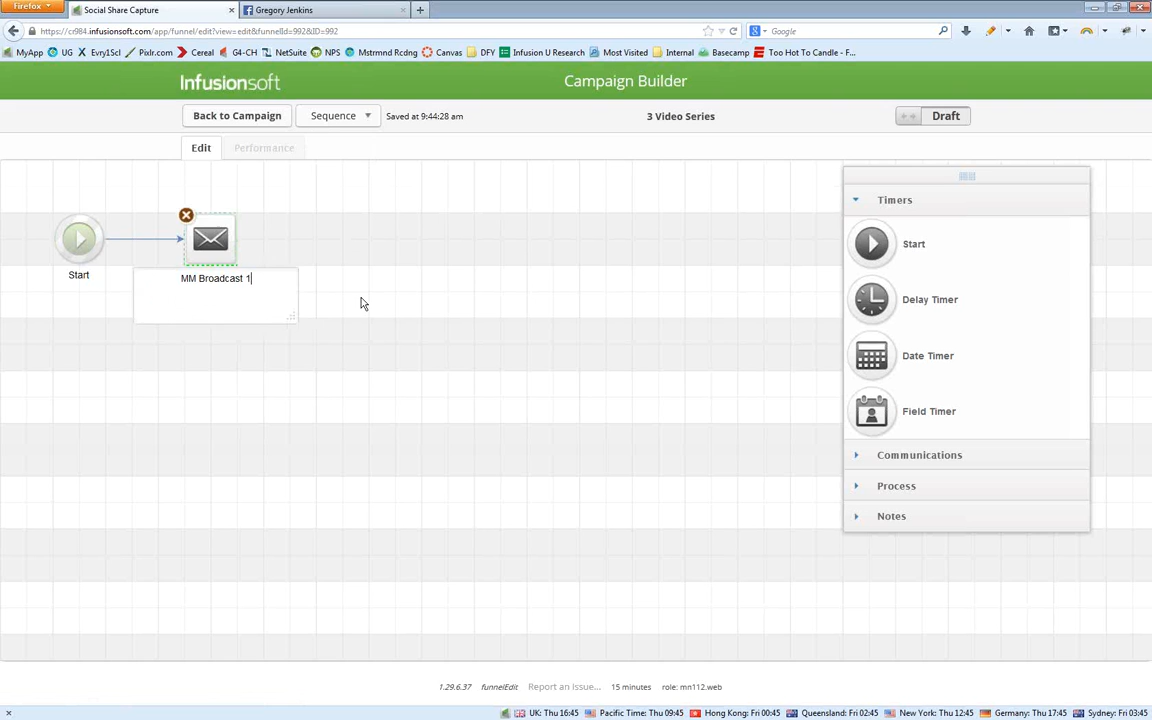 Firefox
Social Share Capture
Gregory Jenkins
https://cr984.infusionsoft.com/app/funnel/edit?view=edit&funnelId=992&ID=992
Google
MyApp UG Evry1Scl Pixlr.com Cereal G4-CH NetSuite NPS Mstrmnd Rcdng Canvas DFY Infusion U Research Most Visited Internal Basecamp Too Hot To Candle - F...
Infusionsoft
Campaign Builder
Back to Campaign
Sequence
Saved at 9:44:28 am
3 Video Series
Draft
Edit
Performance
Start
MM Broadcast 1
Timers
Start
Delay Timer
Date Timer
Field Timer
Communications
Process
Notes
1.29.6.37 funnelEdit Report an Issue... 15 minutes role: mn112.web
UK: Thu 16:45 Pacific Time: Thu 09:45 Hong Kong: Fri 00:45 Queensland: Fri 02:45 New York: Thu 12:45 Germany: Thu 17:45 Sydney: Fri 03:45